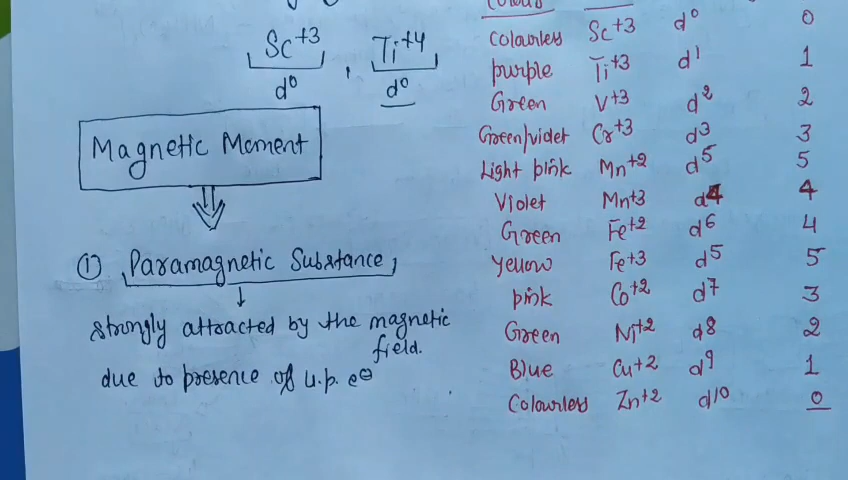 Sc+3 , Ti+4
d0 d0
Magnetic Moment
① Paramagnetic Substance,
strongly attracted by the magnetic
field.
due to presence of u.p. e⊖
Colourless Sc+3 d0 0
purple Ti+3 d1 1
Green V+3 d2 2
Green/violet Cr+3 d3 3
Light pink Mn+2 d5 5
Violet Mn+3 d4 4
Green Fe+2 d6 4
yellow Fe+3 d5 5
pink Co+2 d7 3
Green Ni+2 d8 2
Blue Cu+2 d9 1
Colourless Zn+2 d10 0